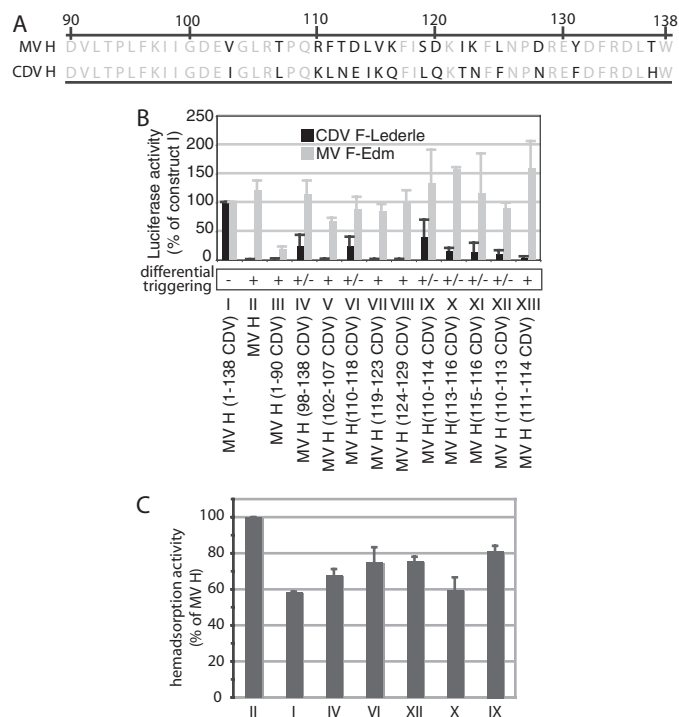 A
90 100 110 120 130 138
MV H DVLTPLFKIIGDEVGLRTPQRFTDLVKFISDKIKFLNPDREYDFRDLTW
CDV H DVLTPLFKIIGDEIGLRLPQKLNEIKQFILQKTNFFNPNREFDFRDLHW
B
Luciferase activity
(% of construct I)
250
200
150
100
50
0
CDV F-Lederle
MV F-Edm
differential
triggering
- + + +/- + +/- + + +/- +/- +/- +/- +
I II III IV V VI VII VIII IX X XI XII XIII
MV H (1-138 CDV)
MV H
MV H (1-90 CDV)
MV H (98-138 CDV)
MV H (102-107 CDV)
MV H(110-118 CDV)
MV H (119-123 CDV)
MV H (124-129 CDV)
MV H(110-114 CDV)
MV H(113-116 CDV)
MV H(115-116 CDV)
MV H (110-113 CDV)
MV H (111-114 CDV)
C
hemadsorption activity
(% of MV H)
100
80
60
40
20
0
II I IV VI XII X IX